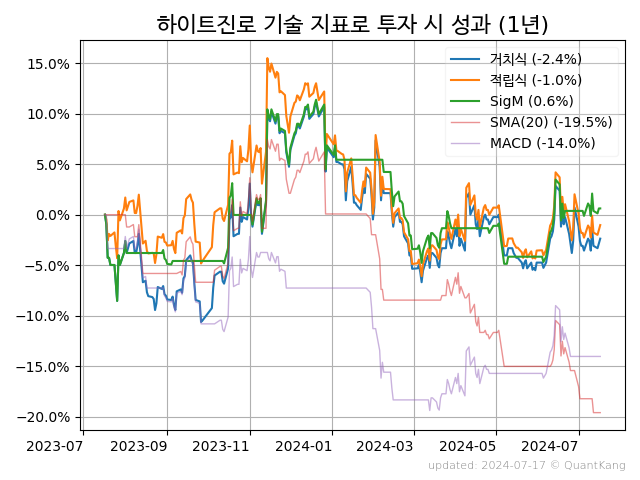 하이트진로 기술 지표로 투자 시 성과 (1년)
거치식 (-2.4%)
적립식 (-1.0%)
SigM (0.6%)
SMA(20) (-19.5%)
MACD (-14.0%)
15.0%
10.0%
5.0%
0.0%
−5.0%
−10.0%
−15.0%
−20.0%
2023-07 2023-09 2023-11 2024-01 2024-03 2024-05 2024-07
updated: 2024-07-17 © QuantKang